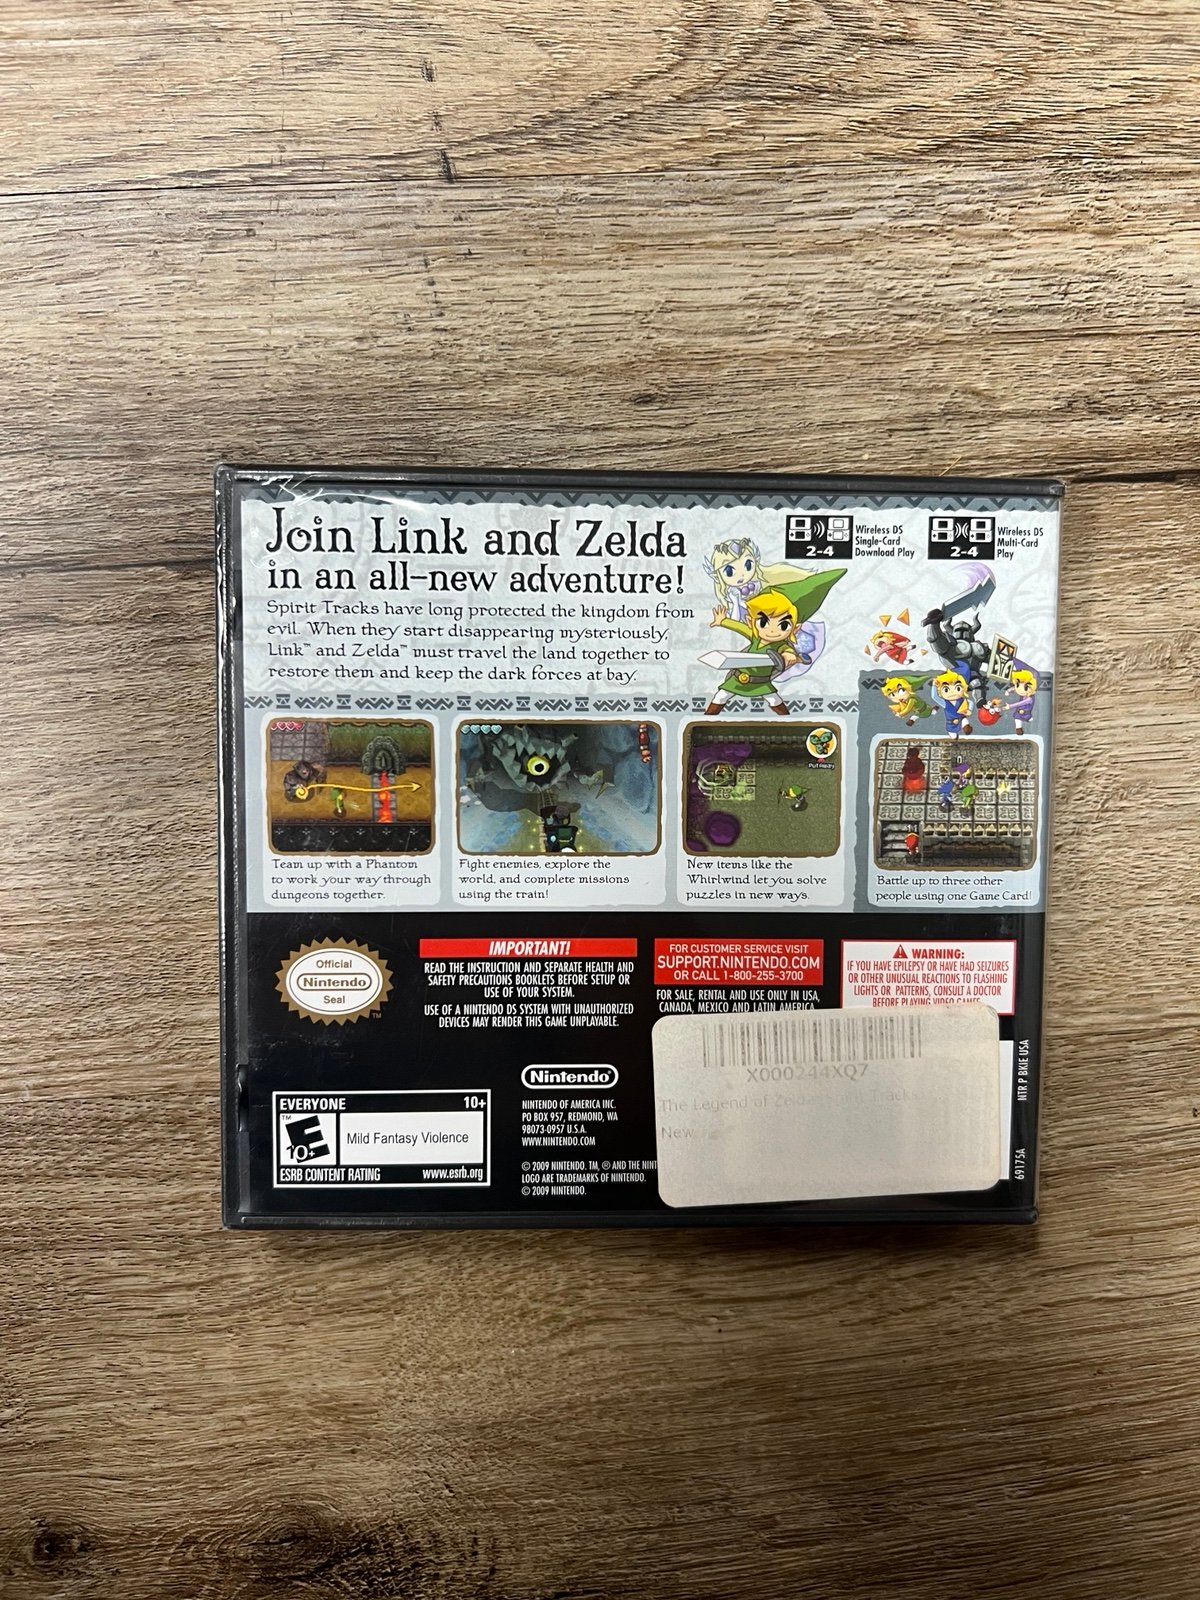 Join Link and Zelda
in an all-new adventure!
Spirit Tracks have long protected the kingdom from
evil. When they start disappearing mysteriously,
Link™ and Zelda™ must travel the land together to
restore them and keep the dark forces at bay.
2-4
Wireless DS
Single-Card
Download Play
2-4
Wireless DS
Multi-Card
Play
Put Away
Team up with a Phantom
to work your way through
dungeons together.
Fight enemies, explore the
world, and complete missions
using the train!
New items like the
Whirlwind let you solve
puzzles in new ways.
Battle up to three other
people using one Game Card!
Official
Nintendo
Seal
TM
IMPORTANT!
READ THE INSTRUCTION AND SEPARATE HEALTH AND
SAFETY PRECAUTIONS BOOKLETS BEFORE SETUP OR
USE OF YOUR SYSTEM.
USE OF A NINTENDO DS SYSTEM WITH UNAUTHORIZED
DEVICES MAY RENDER THIS GAME UNPLAYABLE.
FOR CUSTOMER SERVICE VISIT
SUPPORT.NINTENDO.COM
OR CALL 1-800-255-3700
FOR SALE, RENTAL AND USE ONLY IN USA,
CANADA, MEXICO AND LATIN AMERICA
WARNING:
IF YOU HAVE EPILEPSY OR HAVE HAD SEIZURES
OR OTHER UNUSUAL REACTIONS TO FLASHING
LIGHTS OR PATTERNS, CONSULT A DOCTOR
BEFORE PLAYING VIDEO GAMES
X000244XQ7
The Legend of Zelda: Spirit Tracks
New
EVERYONE 10+
TM
E
10+
Mild Fantasy Violence
ESRB CONTENT RATING www.esrb.org
Nintendo®
NINTENDO OF AMERICA INC.
PO BOX 957, REDMOND, WA
98073-0957 U.S.A.
WWW.NINTENDO.COM
© 2009 NINTENDO. TM, ® AND THE NINT
LOGO ARE TRADEMARKS OF NINTENDO.
© 2009 NINTENDO.
69175A
NTR P BKIE USA